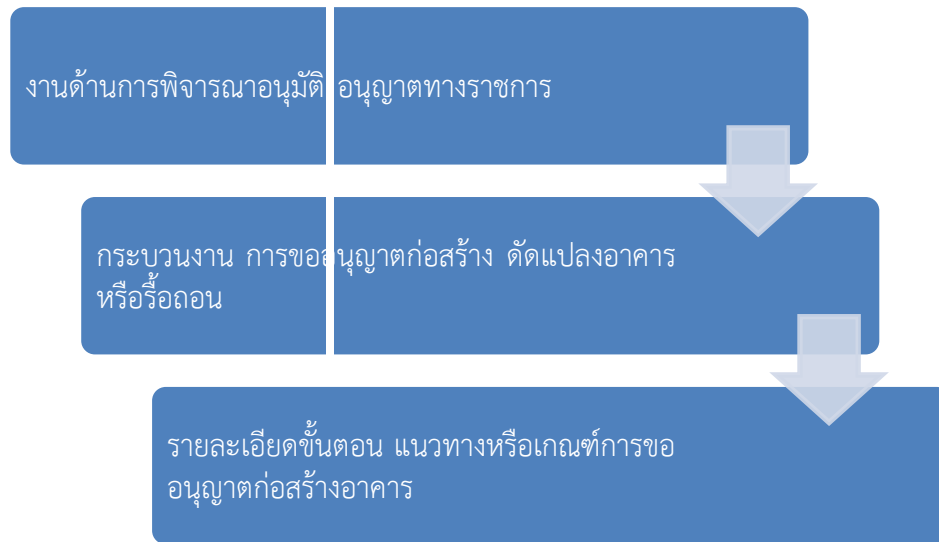 งานด้านการพิจารณาอนุมัติ อนุญาตทางราชการ
กระบวนงาน การขออนุญาตก่อสร้าง ดัดแปลงอาคาร
หรือรื้อถอน
รายละเอียดขั้นตอน แนวทางหรือเกณฑ์การขอ
อนุญาตก่อสร้างอาคาร